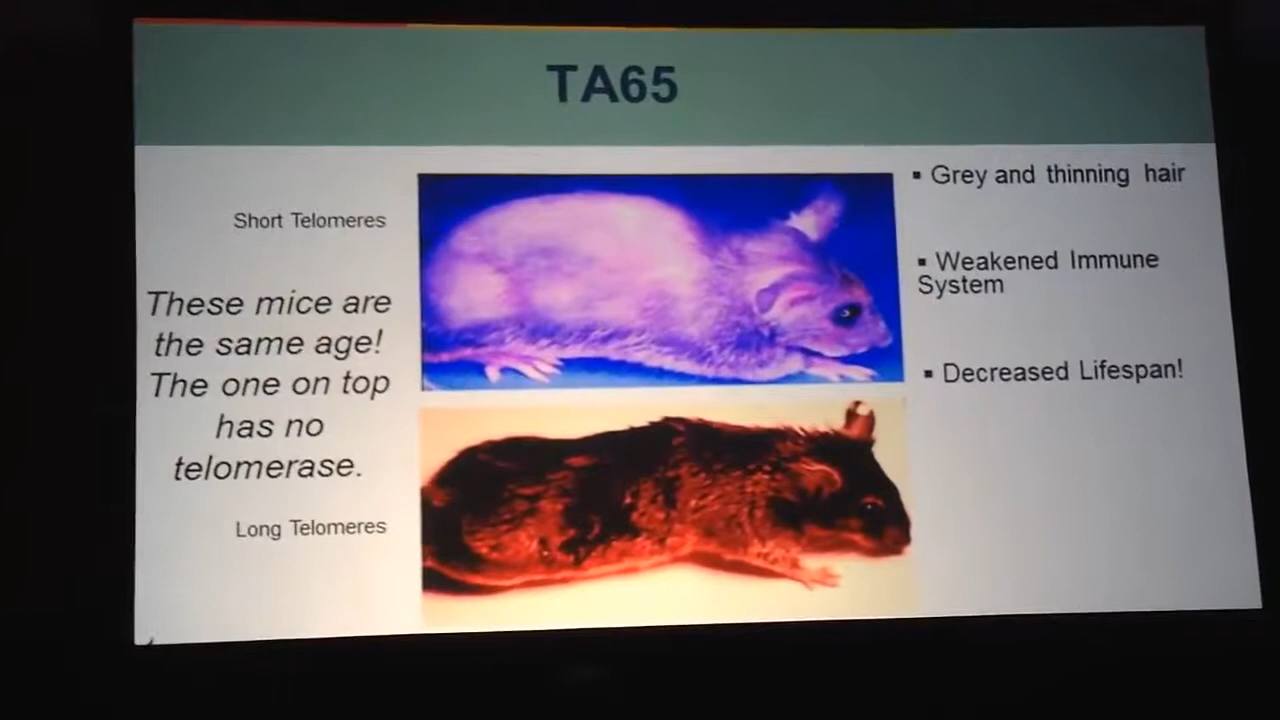 TA65
Short Telomeres
These mice are
the same age!
The one on top
has no
telomerase.
Long Telomeres
▪ Grey and thinning hair
▪ Weakened Immune
System
▪ Decreased Lifespan!